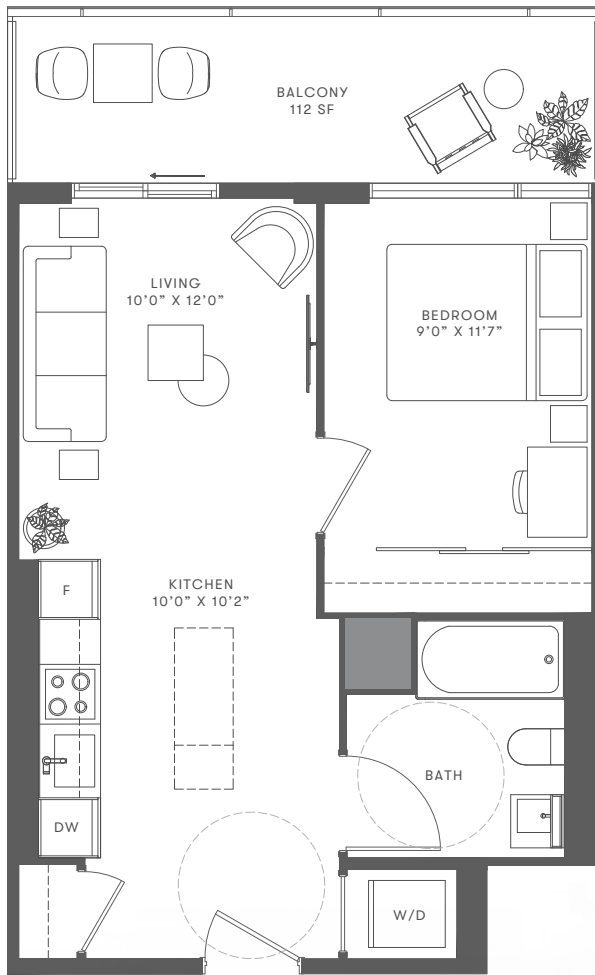 BALCONY
112 SF
LIVING
10’0” X 12’0”
BEDROOM
9’0” X 11’7”
F
KITCHEN
10’0” X 10’2”
BATH
DW
W/D